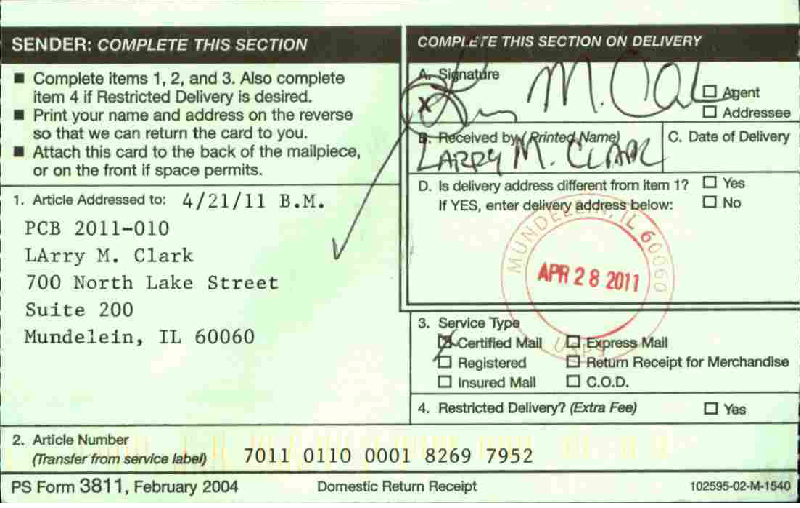 SENDER: COMPLETE THIS SECTION
■ Complete items 1, 2, and 3. Also complete
item 4 if Restricted Delivery is desired.
■ Print your name and address on the reverse
so that we can return the card to you.
■ Attach this card to the back of the mailpiece,
or on the front if space permits.
1. Article Addressed to: 4/21/11 B.M.
PCB 2011-010
LArry M. Clark
700 North Lake Street
Suite 200
Mundelein, IL 60060
COMPLETE THIS SECTION ON DELIVERY
A. Signature
X
☐ Agent
☐ Addressee
B. Received by (Printed Name)
C. Date of Delivery
LARRY M. CLARK
D. Is delivery address different from item 1? ☐ Yes
If YES, enter delivery address below: ☐ No
MUNDELEIN, IL 60060
APR 28 2011
USPS
3. Service Type
☒ Certified Mail ☐ Express Mail
☐ Registered ☐ Return Receipt for Merchandise
☐ Insured Mail ☐ C.O.D.
4. Restricted Delivery? (Extra Fee) ☐ Yes
2. Article Number
(Transfer from service label) 7011 0110 0001 8269 7952
PS Form 3811, February 2004 Domestic Return Receipt 102595-02-M-1540